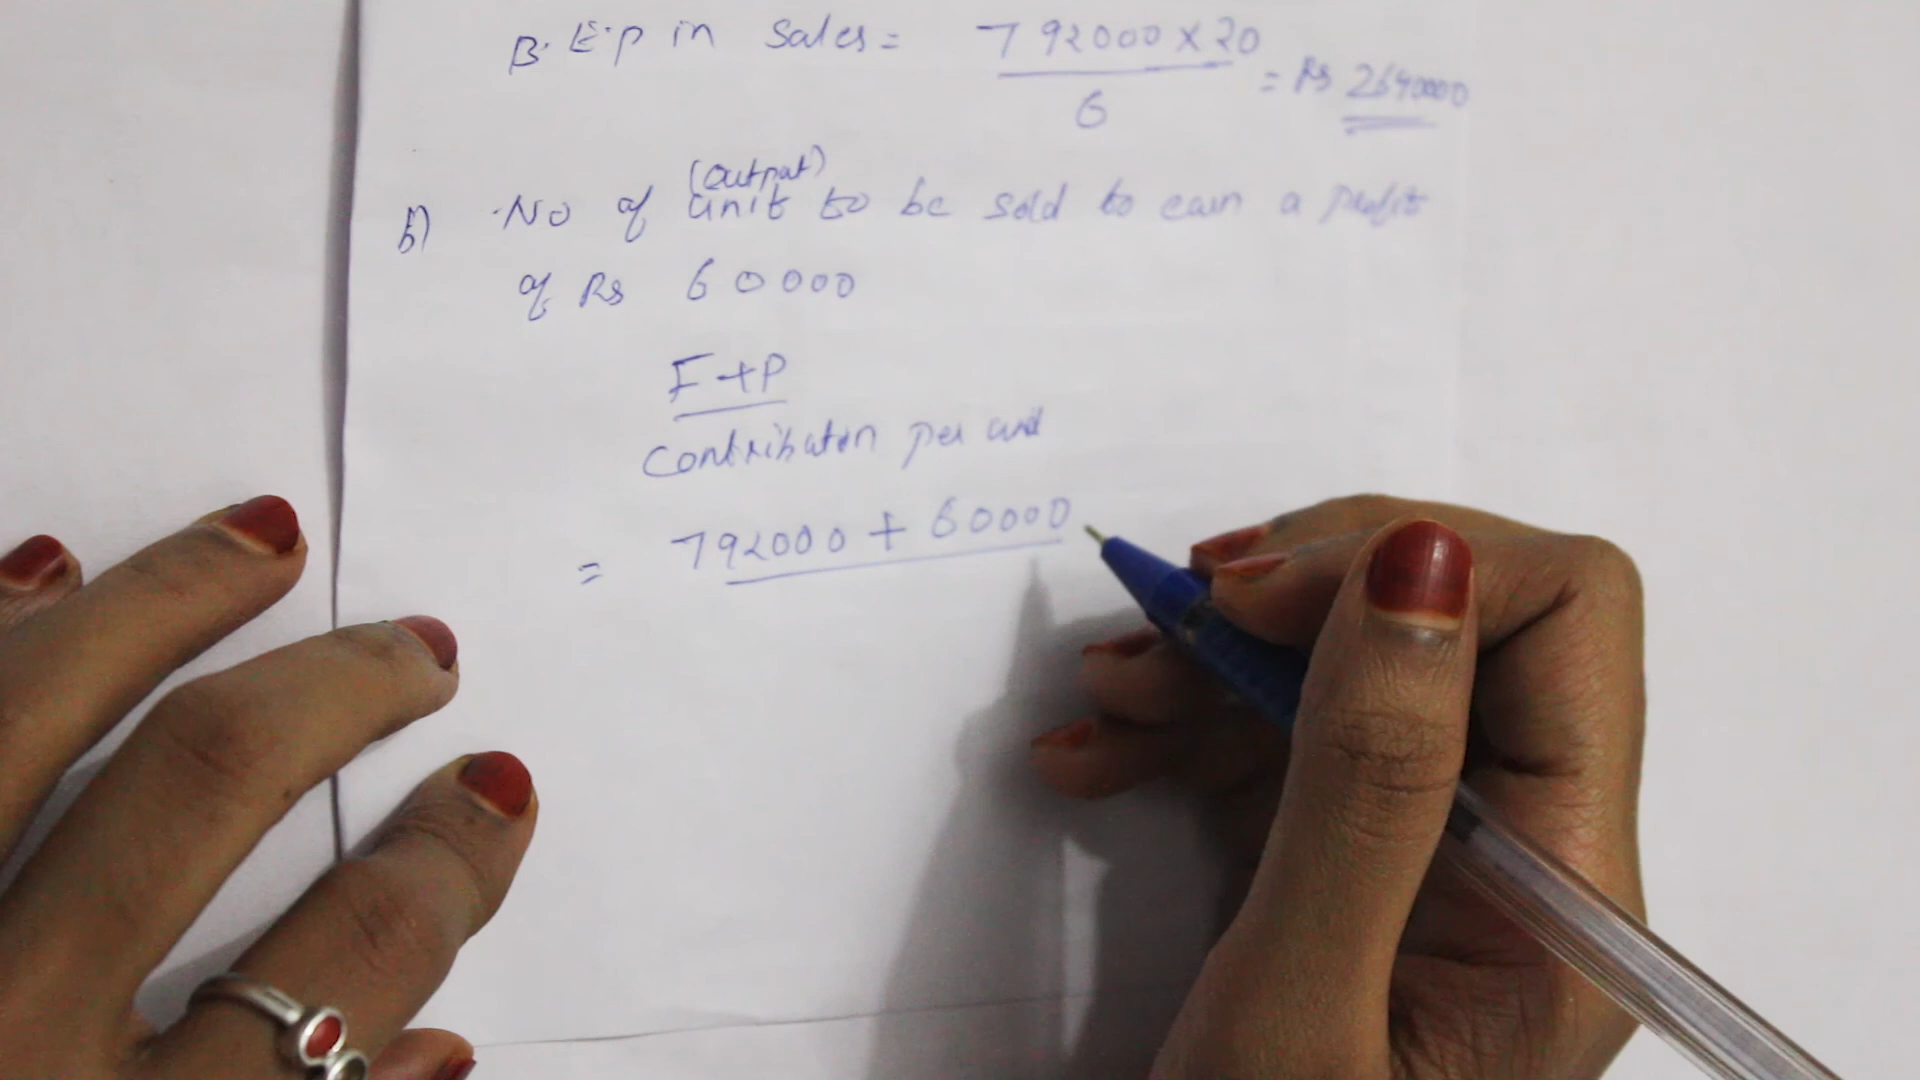 B.E.P in Sales = 792000 x 20
6
= Rs 2640000
(output)
b) No of unit to be sold to earn a profit
of Rs 60000
F+P
Contribution per unit
= 792000 + 60000